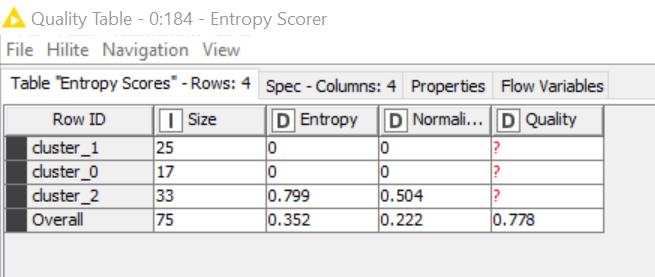 Quality Table - 0:184 - Entropy Scorer
File Hilite Navigation View
Table "Entropy Scores" - Rows: 4 Spec - Columns: 4 Properties Flow Variables
Row ID I Size D Entropy D Normali... D Quality
cluster_1 25 0 0 ?
cluster_0 17 0 0 ?
cluster_2 33 0.799 0.504 ?
Overall 75 0.352 0.222 0.778